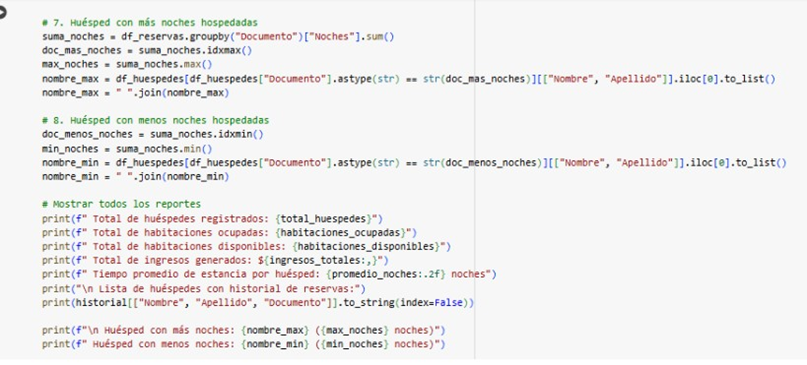 # 7. Huésped con más noches hospedadas
suma_noches = df_reservas.groupby("Documento")["Noches"].sum()
doc_mas_noches = suma_noches.idxmax()
max_noches = suma_noches.max()
nombre_max = df_huespedes[df_huespedes["Documento"].astype(str) == str(doc_mas_noches)][["Nombre", "Apellido"]].iloc[0].to_list()
nombre_max = " ".join(nombre_max)
# 8. Huésped con menos noches hospedadas
doc_menos_noches = suma_noches.idxmin()
min_noches = suma_noches.min()
nombre_min = df_huespedes[df_huespedes["Documento"].astype(str) == str(doc_menos_noches)][["Nombre", "Apellido"]].iloc[0].to_list()
nombre_min = " ".join(nombre_min)
# Mostrar todos los reportes
print(f" Total de huéspedes registrados: {total_huespedes}")
print(f" Total de habitaciones ocupadas: {habitaciones_ocupadas}")
print(f" Total de habitaciones disponibles: {habitaciones_disponibles}")
print(f" Total de ingresos generados: ${ingresos_totales:,}")
print(f" Tiempo promedio de estancia por huésped: {promedio_noches:.2f} noches")
print("\n Lista de huéspedes con historial de reservas:")
print(historial[["Nombre", "Apellido", "Documento"]].to_string(index=False))
print(f"\n Huésped con más noches: {nombre_max} ({max_noches} noches)")
print(f" Huésped con menos noches: {nombre_min} ({min_noches} noches)")